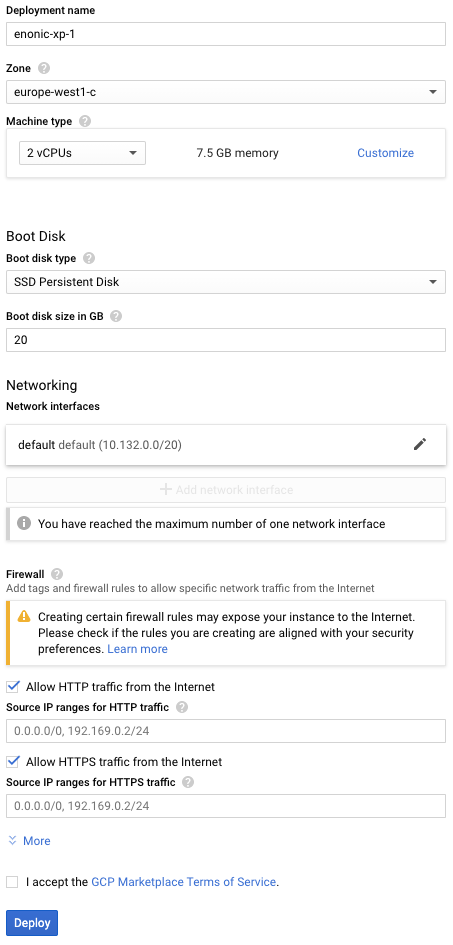 Deployment name
enonic-xp-1
Zone
europe-west1-c
Machine type
2 vCPUs 7.5 GB memory Customize
Boot Disk
Boot disk type
SSD Persistent Disk
Boot disk size in GB
20
Networking
Network interfaces
default default (10.132.0.0/20)
Add network interface
You have reached the maximum number of one network interface
Firewall
Add tags and firewall rules to allow specific network traffic from the Internet
Creating certain firewall rules may expose your instance to the Internet.
Please check if the rules you are creating are aligned with your security
preferences. Learn more
Allow HTTP traffic from the Internet
Source IP ranges for HTTP traffic
0.0.0.0/0, 192.169.0.2/24
Allow HTTPS traffic from the Internet
Source IP ranges for HTTPS traffic
0.0.0.0/0, 192.169.0.2/24
More
I accept the GCP Marketplace Terms of Service.
Deploy